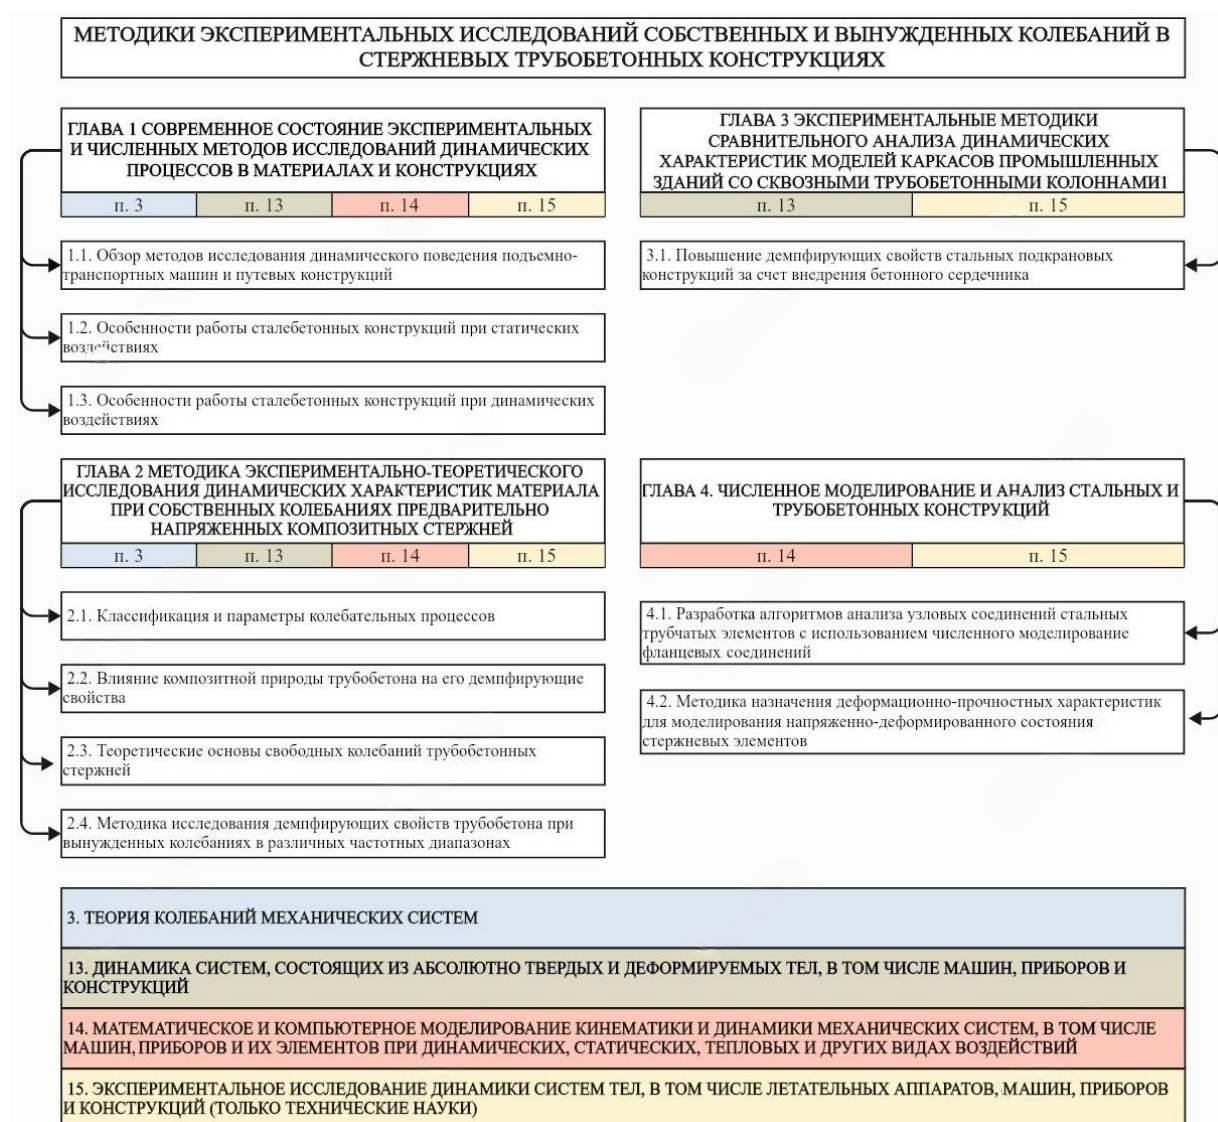 МЕТОДИКИ ЭКСПЕРИМЕНТАЛЬНЫХ ИССЛЕДОВАНИЙ СОБСТВЕННЫХ И ВЫНУЖДЕННЫХ КОЛЕБАНИЙ В
СТЕРЖНЕВЫХ ТРУБОБЕТОННЫХ КОНСТРУКЦИЯХ
ГЛАВА 1 СОВРЕМЕННОЕ СОСТОЯНИЕ ЭКСПЕРИМЕНТАЛЬНЫХ
И ЧИСЛЕННЫХ МЕТОДОВ ИССЛЕДОВАНИЙ ДИНАМИЧЕСКИХ
ПРОЦЕССОВ В МАТЕРИАЛАХ И КОНСТРУКЦИЯХ
п. 3 п. 13 п. 14 п. 15
1.1. Обзор методов исследования динамического поведения подъемно-
транспортных машин и путевых конструкций
1.2. Особенности работы сталебетонных конструкций при статических
воздействиях
1.3. Особенности работы сталебетонных конструкций при динамических
воздействиях
ГЛАВА 3 ЭКСПЕРИМЕНТАЛЬНЫЕ МЕТОДИКИ
СРАВНИТЕЛЬНОГО АНАЛИЗА ДИНАМИЧЕСКИХ
ХАРАКТЕРИСТИК МОДЕЛЕЙ КАРКАСОВ ПРОМЫШЛЕННЫХ
ЗДАНИЙ СО СКВОЗНЫМИ ТРУБОБЕТОННЫМИ КОЛОННАМИ1
п. 13 п. 15
3.1. Повышение демпфирующих свойств стальных подкрановых
конструкций за счет внедрения бетонного сердечника
ГЛАВА 2 МЕТОДИКА ЭКСПЕРИМЕНТАЛЬНО-ТЕОРЕТИЧЕСКОГО
ИССЛЕДОВАНИЯ ДИНАМИЧЕСКИХ ХАРАКТЕРИСТИК МАТЕРИАЛА
ПРИ СОБСТВЕННЫХ КОЛЕБАНИЯХ ПРЕДВАРИТЕЛЬНО
НАПРЯЖЕННЫХ КОМПОЗИТНЫХ СТЕРЖНЕЙ
п. 3 п. 13 п. 14 п. 15
2.1. Классификация и параметры колебательных процессов
2.2. Влияние композитной природы трубобетона на его демпфирующие
свойства
2.3. Теоретические основы свободных колебаний трубобетонных
стержней
2.4. Методика исследования демпфирующих свойств трубобетона при
вынужденных колебаниях в различных частотных диапазонах
ГЛАВА 4. ЧИСЛЕННОЕ МОДЕЛИРОВАНИЕ И АНАЛИЗ СТАЛЬНЫХ И
ТРУБОБЕТОННЫХ КОНСТРУКЦИЙ
п. 14 п. 15
4.1. Разработка алгоритмов анализа узловых соединений стальных
трубчатых элементов с использованием численного моделирование
фланцевых соединений
4.2. Методика назначения деформационно-прочностных характеристик
для моделирования напряженно-деформированного состояния
стержневых элементов
3. ТЕОРИЯ КОЛЕБАНИЙ МЕХАНИЧЕСКИХ СИСТЕМ
13. ДИНАМИКА СИСТЕМ, СОСТОЯЩИХ ИЗ АБСОЛЮТНО ТВЕРДЫХ И ДЕФОРМИРУЕМЫХ ТЕЛ, В ТОМ ЧИСЛЕ МАШИН, ПРИБОРОВ И
КОНСТРУКЦИЙ
14. МАТЕМАТИЧЕСКОЕ И КОМПЬЮТЕРНОЕ МОДЕЛИРОВАНИЕ КИНЕМАТИКИ И ДИНАМИКИ МЕХАНИЧЕСКИХ СИСТЕМ, В ТОМ ЧИСЛЕ
МАШИН, ПРИБОРОВ И ИХ ЭЛЕМЕНТОВ ПРИ ДИНАМИЧЕСКИХ, СТАТИЧЕСКИХ, ТЕПЛОВЫХ И ДРУГИХ ВИДАХ ВОЗДЕЙСТВИЙ
15. ЭКСПЕРИМЕНТАЛЬНОЕ ИССЛЕДОВАНИЕ ДИНАМИКИ СИСТЕМ ТЕЛ, В ТОМ ЧИСЛЕ ЛЕТАТЕЛЬНЫХ АППАРАТОВ, МАШИН, ПРИБОРОВ
И КОНСТРУКЦИЙ (ТОЛЬКО ТЕХНИЧЕСКИЕ НАУКИ)